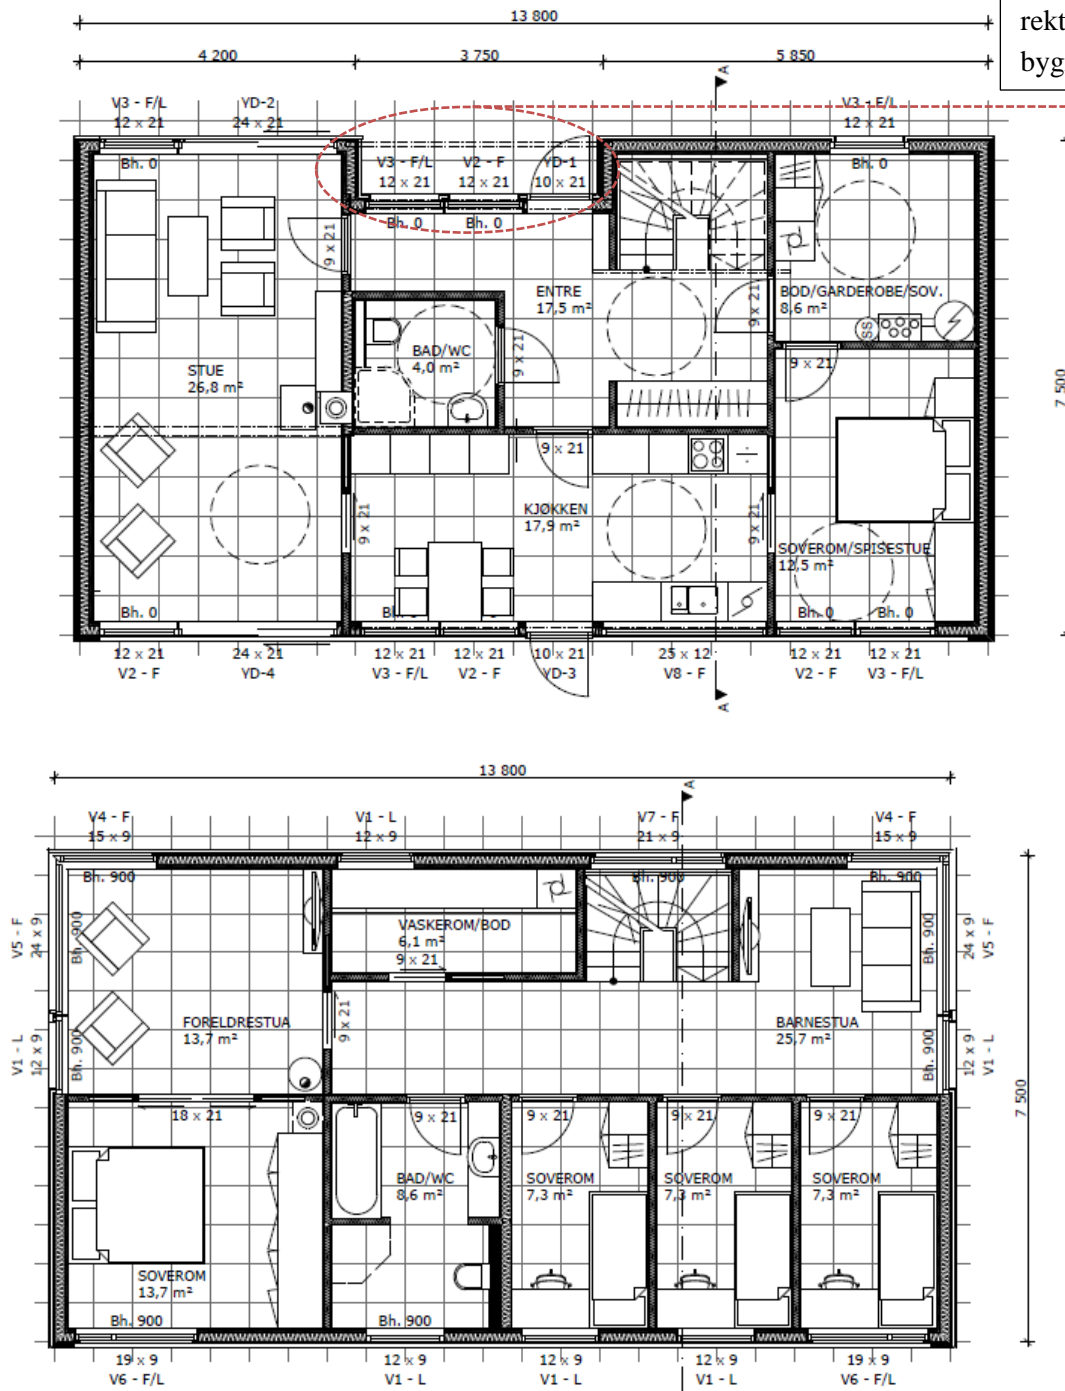 rekt
byg
13 800
4 200
3 750
5 850
A
V3 - F/L
12 x 21
YD-2
24 x 21
V3 - F/L
12 x 21
Bh. 0
V3 - F/L
12 x 21
V2 - F
12 x 21
YD-1
10 x 21
Bh. 0
Bh. 0
Bh. 0
9 x 21
ENTRE
17,5 m²
9 x 21
BOD/GARDEROBE/SOV.
8,6 m²
SS
BAD/WC
4,0 m²
9 x 21
9 x 21
STUE
26,8 m²
7 500
9 x 21
KJØKKEN
17,9 m²
9 x 21
9 x 21
SOVEROM/SPISESTUE
12,5 m²
Bh. 0
Bh. 0
Bh. 0
Bh. 0
12 x 21
V2 - F
24 x 21
YD-4
12 x 21
V3 - F/L
12 x 21
V2 - F
10 x 21
YD-3
25 x 12
V8 - F
12 x 21
V2 - F
12 x 21
V3 - F/L
A
13 800
A
V4 - F
15 x 9
V1 - L
12 x 9
V7 - F
21 x 9
V4 - F
15 x 9
Bh. 900
Bh. 900
Bh. 900
V5 - F
24 x 9
Bh. 900
VASKEROM/BOD
6,1 m²
9 x 21
Bh. 900
24 x 9
V5 - F
FORELDRESTUA
13,7 m²
9 x 21
BARNESTUA
25,7 m²
V1 - L
12 x 9
Bh. 900
Bh. 900
12 x 9
V1 - L
7 500
18 x 21
9 x 21
9 x 21
9 x 21
9 x 21
BAD/WC
8,6 m²
SOVEROM
7,3 m²
SOVEROM
7,3 m²
SOVEROM
7,3 m²
SOVEROM
13,7 m²
Bh. 900
Bh. 900
19 x 9
V6 - F/L
12 x 9
V1 - L
12 x 9
V1 - L
12 x 9
V1 - L
19 x 9
V6 - F/L